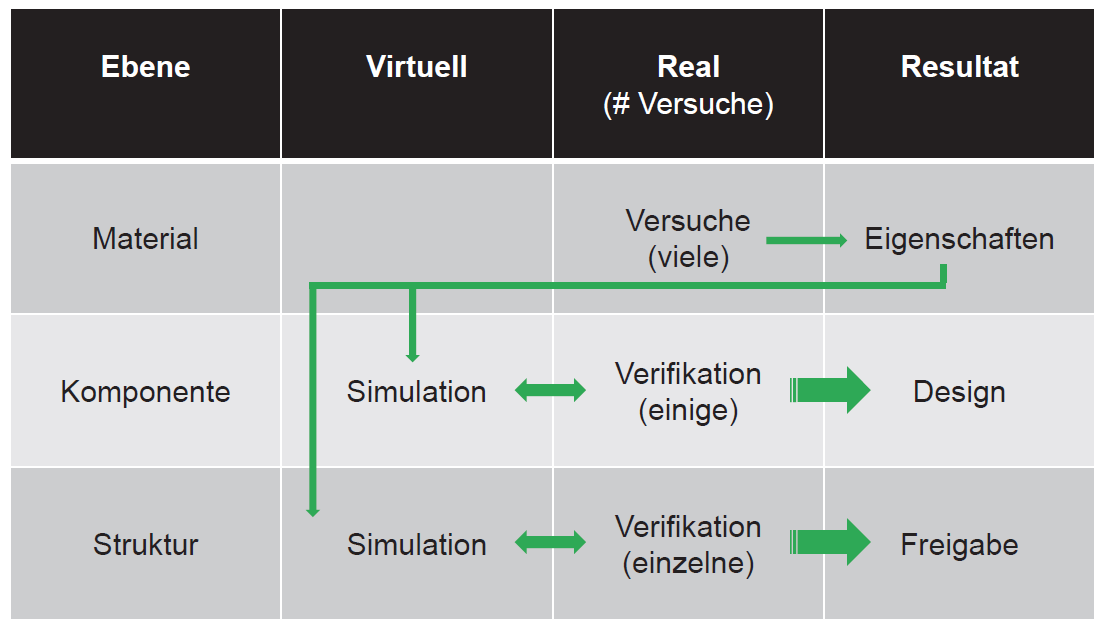 Ebene
Virtuell
Real
(# Versuche)
Resultat
Material
Versuche
(viele)
Eigenschaften
Komponente
Simulation
Verifikation
(einige)
Design
Struktur
Simulation
Verifikation
(einzelne)
Freigabe